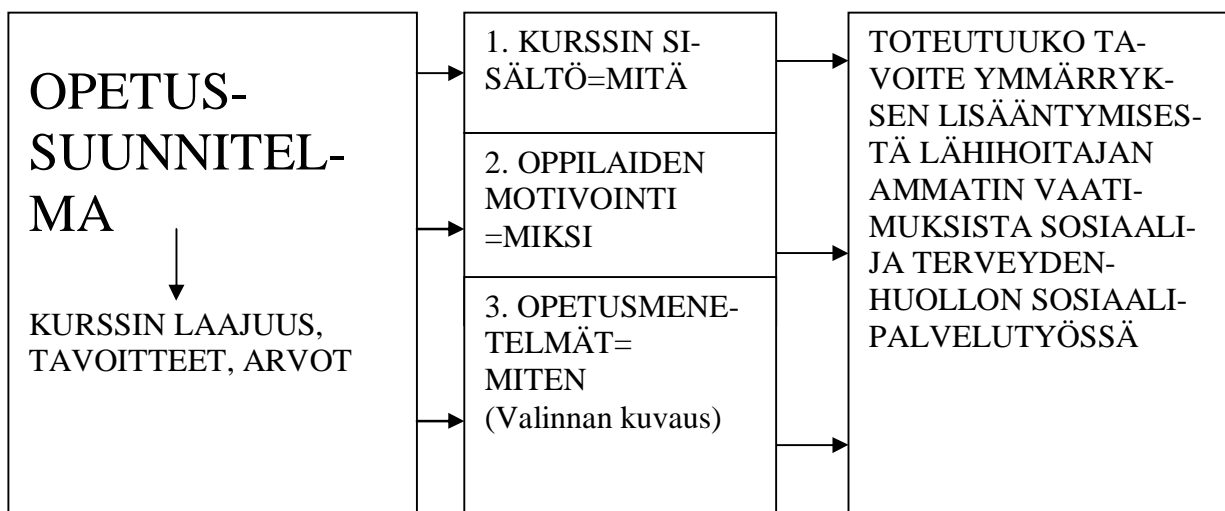 OPETUS-
SUUNNITEL-
MA
KURSSIN LAAJUUS,
TAVOITTEET, ARVOT
1. KURSSIN SI-
SÄLTÖ=MITÄ
2. OPPILAIDEN
MOTIVOINTI
=MIKSI
3. OPETUSMENE-
TELMÄT=
MITEN
(Valinnan kuvaus)
TOTEUTUUKO TA-
VOITE YMMÄRRYK-
SEN LISÄÄNTYMISES-
TÄ LÄHIHOITAJAN
AMMATIN VAATI-
MUKSISTA SOSIAALI-
JA TERVEYDEN-
HUOLLON SOSIAALI-
PALVELUTYÖSSÄ